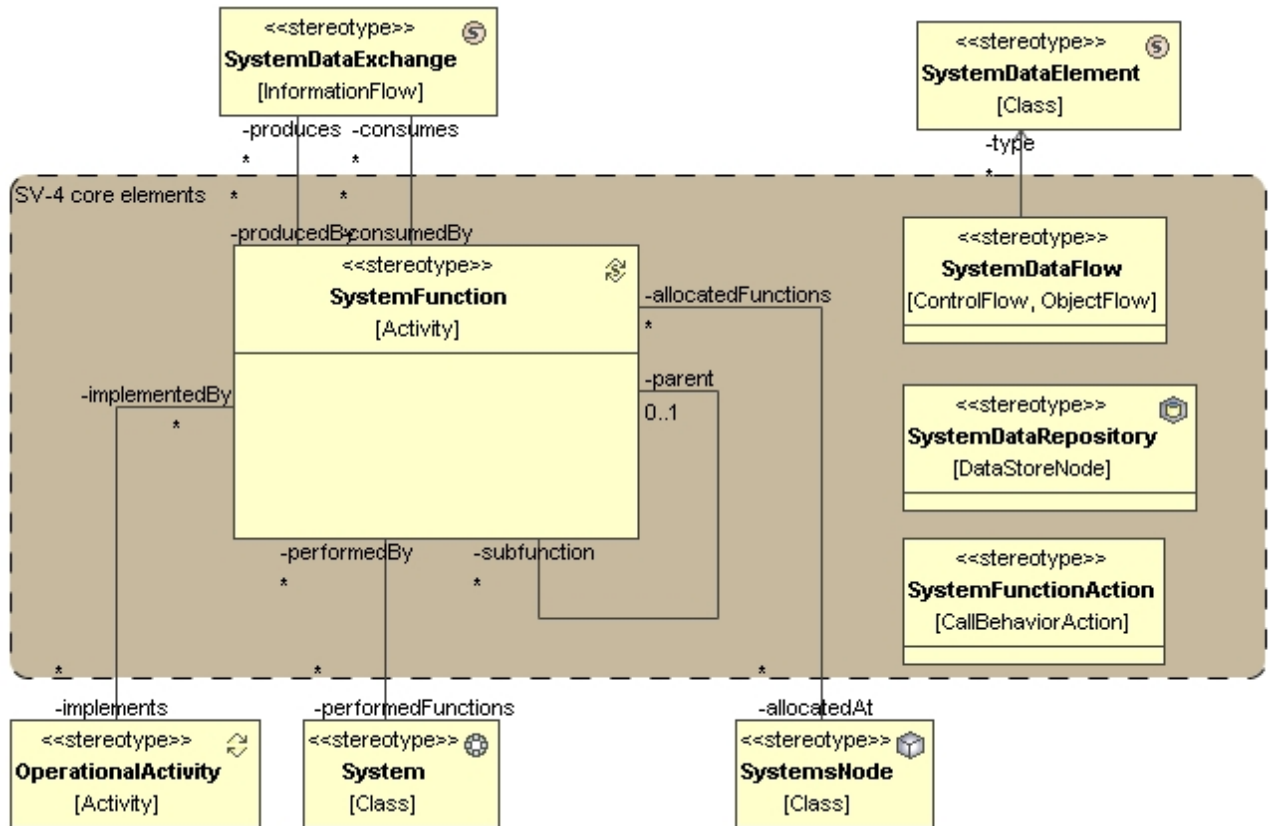 <<stereotype>>
SystemDataExchange
[InformationFlow]
<<stereotype>>
SystemDataElement
[Class]
-produces
-consumes
*
*
-type
*
SV-4 core elements
*
*
-producedBy
-consumedBy
<<stereotype>>
SystemFunction
[Activity]
<<stereotype>>
SystemDataFlow
[ControlFlow, ObjectFlow]
-allocatedFunctions
*
-implementedBy
*
-parent
0..1
<<stereotype>>
SystemDataRepository
[DataStoreNode]
-performedBy
*
-subfunction
*
<<stereotype>>
SystemFunctionAction
[CallBehaviorAction]
*
*
*
-implements
-performedFunctions
-allocatedAt
<<stereotype>>
OperationalActivity
[Activity]
<<stereotype>>
System
[Class]
<<stereotype>>
SystemsNode
[Class]